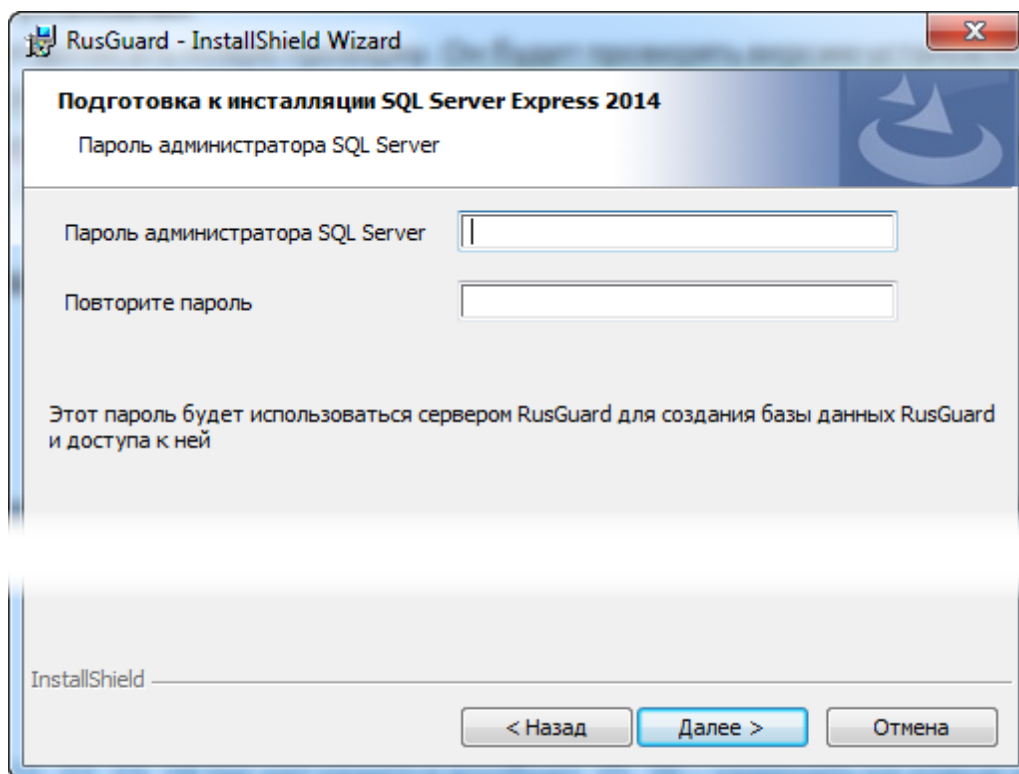 RusGuard - InstallShield Wizard
Подготовка к инсталляции SQL Server Express 2014
Пароль администратора SQL Server
Пароль администратора SQL Server
Повторите пароль
Этот пароль будет использоваться сервером RusGuard для создания базы данных RusGuard
и доступа к ней
InstallShield
< Назад
Далее >
Отмена